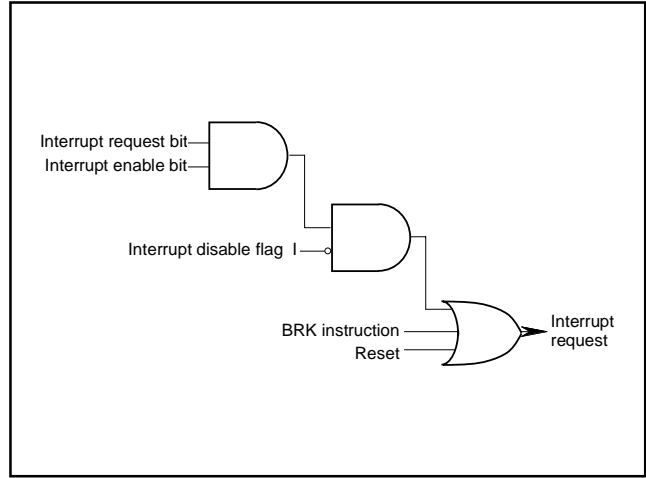 Interrupt request bit
Interrupt enable bit
Interrupt disable flag I
BRK instruction
Reset
Interrupt
request